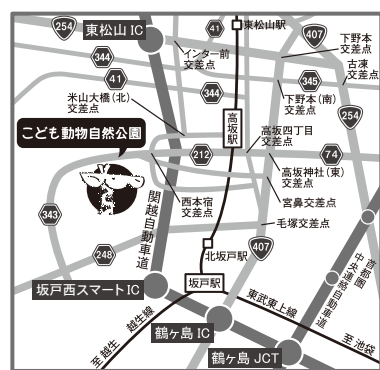 東松山駅
東松山 IC
254
41
407
下野本
交差点
インター前
交差点
344
古凍
交差点
41
345
344
米山大橋（北）
交差点
下野本（南）
交差点
254
高坂駅
高坂四丁目
交差点
こども動物自然公園
212
74
高坂神社（東）
交差点
西本宿
交差点
宮鼻交差点
343
関越自動車道
毛塚交差点
北坂戸駅
407
248
首都圏
中央連絡自動車道
坂戸西スマートIC
坂戸駅
東武東上線
越生線
至越生
鶴ヶ島 IC
至池袋
鶴ヶ島 JCT